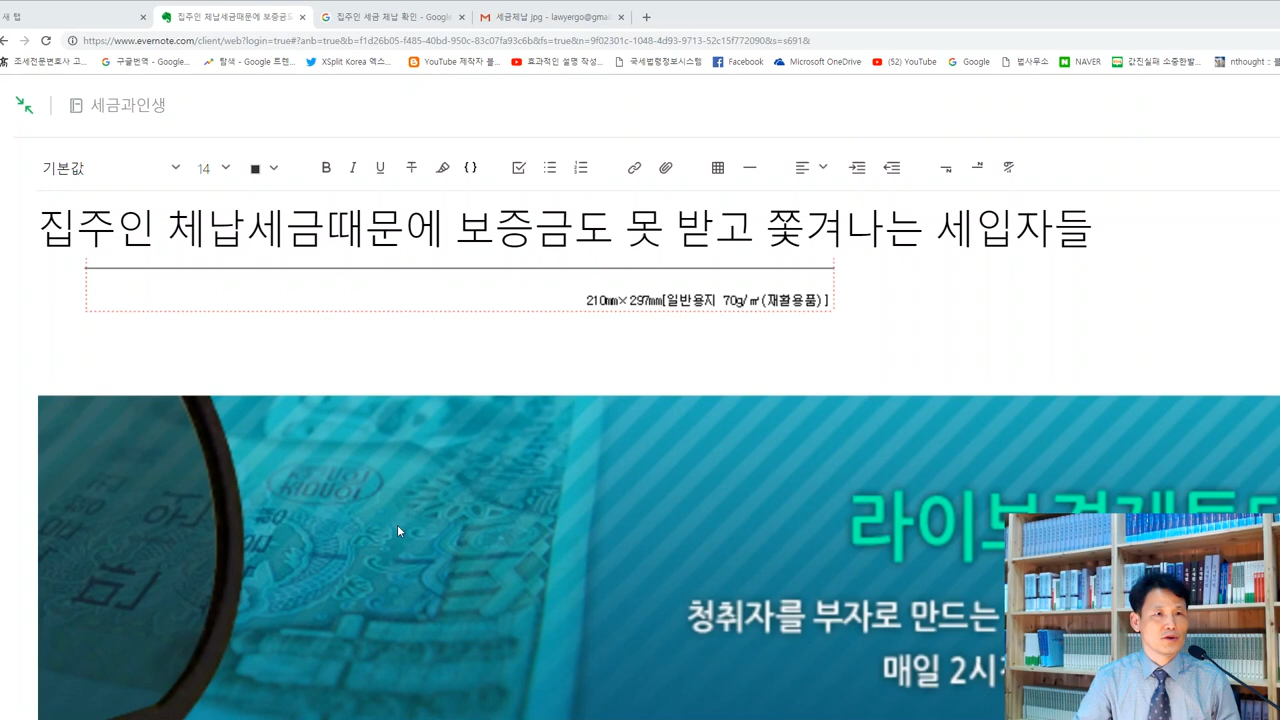 새 탭
집주인 체납세금때문에 보증금도
집주인 세금 체납 확인 - Google
세금체납 jpg - lawyergo@gmai
https://www.evernote.com/client/web?login=true#?anb=true&b=f1d26b05-f485-40bd-950c-83c07fa93c6b&fs=true&n=9f02301c-1048-4d93-9713-52c15f772090&s=s691&
조세전문변호사 고...
구글번역 - Google...
탐색 - Google 트렌...
XSplit Korea 엑스...
YouTube 제작자 블...
효과적인 설명 작성...
국세법령정보시스템
Facebook
Microsoft OneDrive
(52) YouTube
Google
법사무소
NAVER
값진실패 소중한발...
nthought :: 블
세금과인생
기본값 14
집주인 체납세금때문에 보증금도 못 받고 쫓겨나는 세입자들
210mm×297mm[일반용지 70g/㎡(재활용품)]
청취자를 부자로 만드는
매일 2시